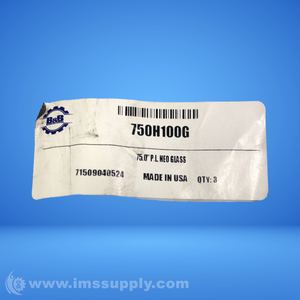 B&B
750H100G
75.0" P.L NEO GLASS
71509040524
MADE IN USA QTY: 3
www.imssupply.com